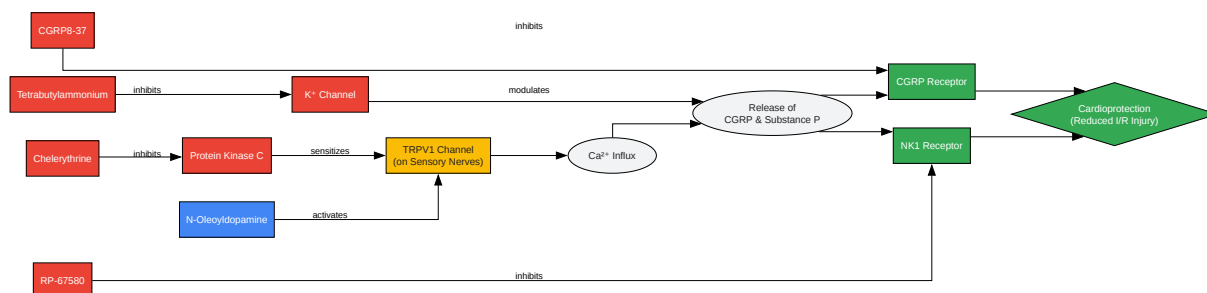 CGRP8-37
inhibits
Tetrabutylammonium
inhibits
K⁺ Channel
modulates
Release of
CGRP & Substance P
CGRP Receptor
Cardioprotection
(Reduced I/R Injury)
Chelerythrine
inhibits
Protein Kinase C
sensitizes
TRPV1 Channel
(on Sensory Nerves)
Ca²⁺ Influx
NK1 Receptor
N-Oleoyldopamine
activates
RP-67580
inhibits